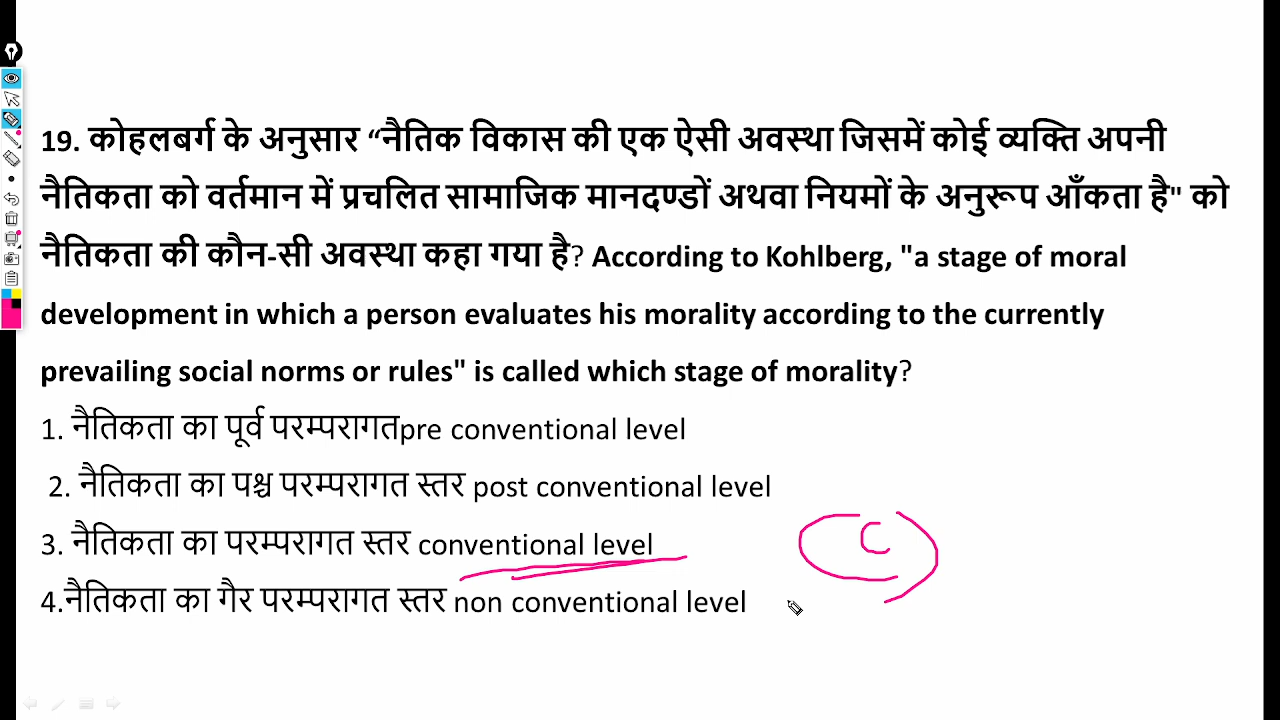 19. कोहलबर्ग के अनुसार “नैतिक विकास की एक ऐसी अवस्था जिसमें कोई व्यक्ति अपनी
नैतिकता को वर्तमान में प्रचलित सामाजिक मानदण्डों अथवा नियमों के अनुरूप आँकता है" को
नैतिकता की कौन-सी अवस्था कहा गया है? According to Kohlberg, "a stage of moral
development in which a person evaluates his morality according to the currently
prevailing social norms or rules" is called which stage of morality?
1. नैतिकता का पूर्व परम्परागतpre conventional level
2. नैतिकता का पश्च परम्परागत स्तर post conventional level
3. नैतिकता का परम्परागत स्तर conventional level
C
4.नैतिकता का गैर परम्परागत स्तर non conventional level